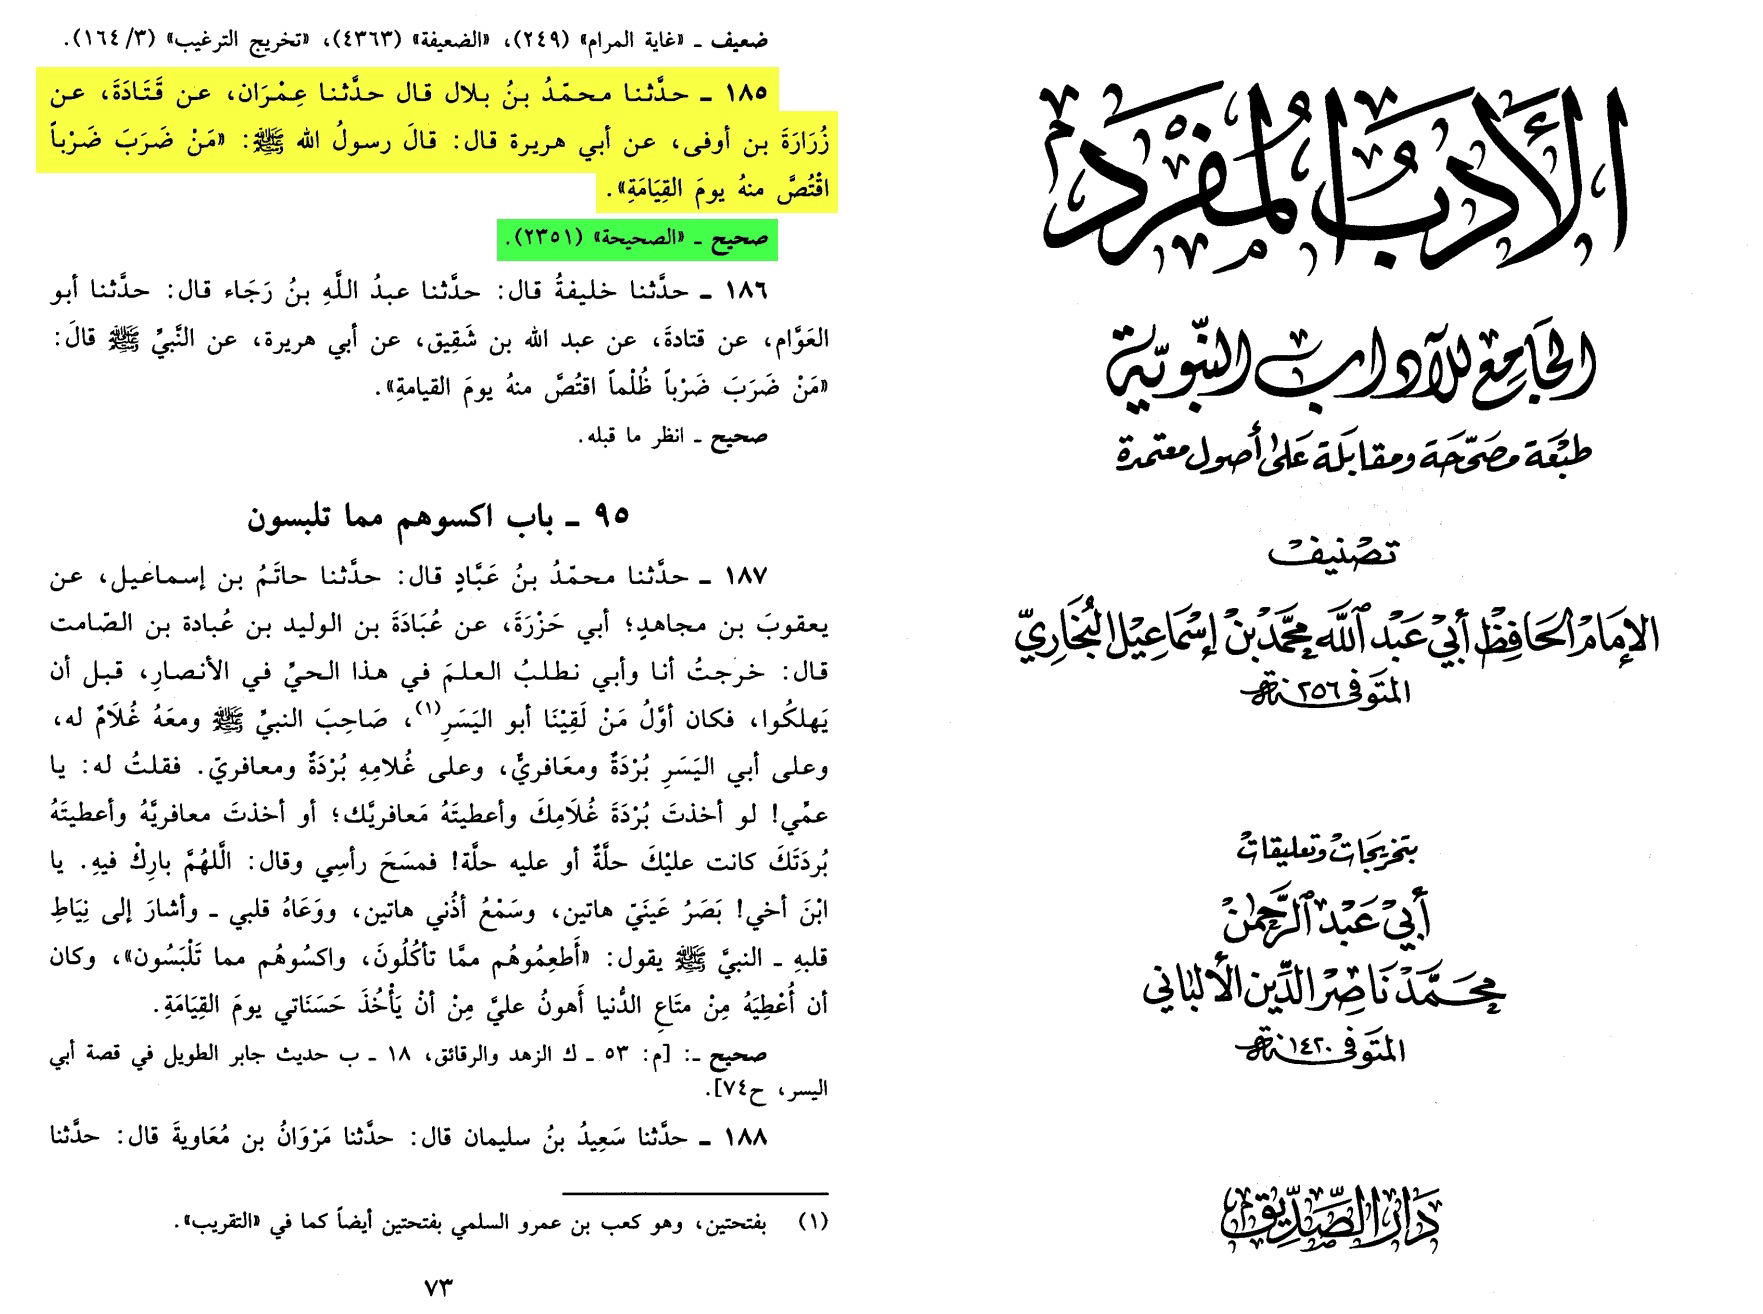 الأدب المفرد
الجامع للآداب النبوية
طبعة مصححة ومقابلة على أصول معتمدة
تصنيف
الإمام الحافظ أبي عبد الله محمد بن إسماعيل البخاري
المتوفى سنة ٢٥٦ هـ
بتخريجات وتعليقات
أبي عبد الرحمن
محمد ناصر الدين الألباني
المتوفى سنة ١٤٢٠ هـ
دار الصديق
ضعيف ـ «غاية المرام» (٢٤٩)، «الضعيفة» (٤٣٦٣)، «تخريج الترغيب» (٣/ ١٦٤).
١٨٥ ـ حدَّثنا محمّدُ بنُ بلال قال حدَّثنا عِمْرَان، عن قَتَادَةَ، عن
زُرَارَةَ بن أوفى، عن أبي هريرة قال: قالَ رسولُ الله ﷺ: «مَنْ ضَرَبَ ضَرْباً
اقْتُصَّ منهُ يومَ القِيَامَةِ».
صحيح ـ «الصحيحة» (٢٣٥١).
١٨٦ ـ حدَّثنا خليفةُ قال: حدَّثنا عبدُ اللَّهِ بنُ رَجَاء قال: حدَّثنا أبو
العَوَّام، عن قتادةَ، عن عبد الله بن شَقِيق، عن أبي هريرة، عن النَّبيِّ ﷺ قالَ:
«مَنْ ضَرَبَ ضَرْباً ظُلْماً اقتُصَّ منهُ يومَ القيامةِ».
صحيح ـ انظر ما قبله.
٩٥ ـ باب اكسوهم مما تلبسون
١٨٧ ـ حدَّثنا محمّدُ بنُ عَبَّادٍ قال: حدَّثنا حاتَمُ بن إسماعيل، عن
يعقوبَ بن مجاهدٍ؛ أبي حَزْرَةَ، عن عُبَادَةَ بن الوليد بن عُبادة بن الصّامت
قال: خرجتُ أنا وأبي نطلبُ العلمَ في هذا الحيِّ في الأنصارِ، قبل أن
يَهلكُوا، فكان أوَّلُ مَنْ لَقِيْنَا أبو اليَسَرِ(١)، صَاحِبَ النبيِّ ﷺ ومعَهُ غُلَامٌ له،
وعلى أبي اليَسَرِ بُرْدَةٌ ومعَافريٌّ، وعلى غُلامِهِ بُرْدَةٌ ومعافريّ. فقلتُ له: يا
عمِّي! لو أخذتَ بُرْدَةَ غُلَامِكَ وأعطيتَهُ مَعافريَّك؛ أو أخذتَ معافريَّهُ وأعطيتَهُ
بُردَتَكَ كانت عليْكَ حلَّةٌ أو عليه حلَّة! فمسَحَ رأسِي وقال: الَّلهُمَّ بارِكْ فيهِ. يا
ابْنَ أخي! بَصَرُ عَينَيّ هاتين، وسَمْعُ أذُني هاتين، ووَعَاهُ قلبي ـ وأشارَ إلى نِيَاطِ
قلبهِ ـ النبيَّ ﷺ يقول: «أَطعِمُوهُم ممَّا تأكُلُونَ، واكسُوهُم مما تَلْبَسُون»، وكان
أن أُعْطِيَهُ مِنْ متَاعِ الدُّنيا أَهونُ عليَّ مِنْ أنْ يَأْخُذَ حَسَنَاتي يومَ القِيَامَةِ.
صحيح ـ: [م: ٥٣ ـ ك الزهد والرقائق، ١٨ ـ ب حديث جابر الطويل في قصة أبي
اليسر، ح٧٤].
١٨٨ ـ حدَّثنا سَعِيدُ بنُ سليمان قال: حدَّثنا مَرْوَانُ بن مُعَاويةَ قال: حدَّثنا
(١) بفتحتين، وهو كعب بن عمرو السلمي بفتحتين أيضاً كما في «التقريب».
٧٣